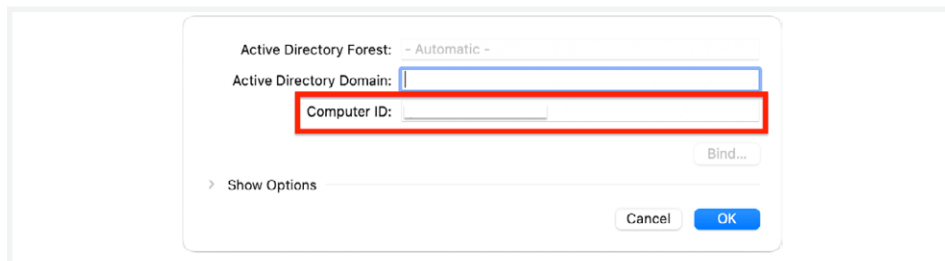 Active Directory Forest: - Automatic -
Active Directory Domain:
Computer ID:
Bind...
Show Options
Cancel OK